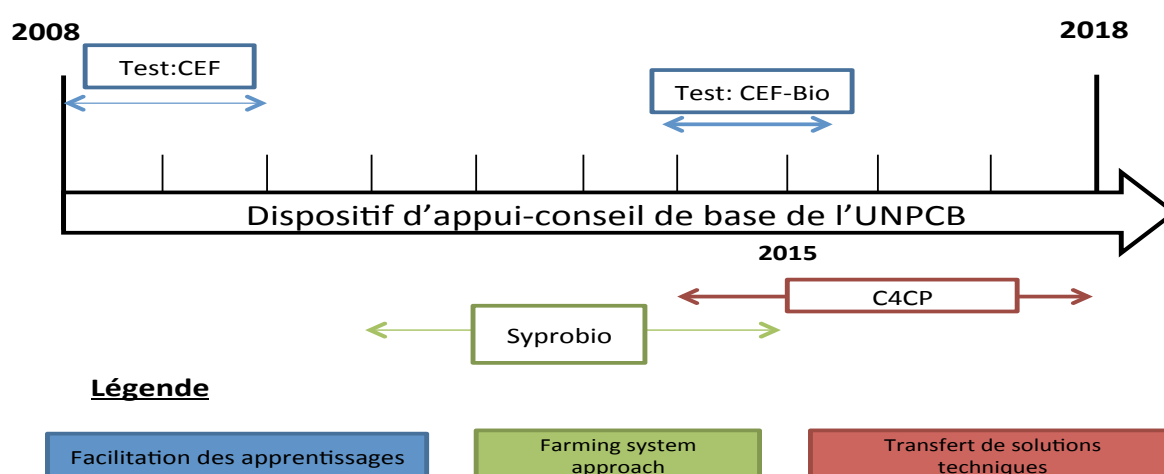 2008
2018
Test:CEF
Test: CEF-Bio
Dispositif d’appui-conseil de base de l’UNPCB
2015
C4CP
Syprobio
Légende
Facilitation des apprentissages
Farming system
approach
Transfert de solutions
techniques